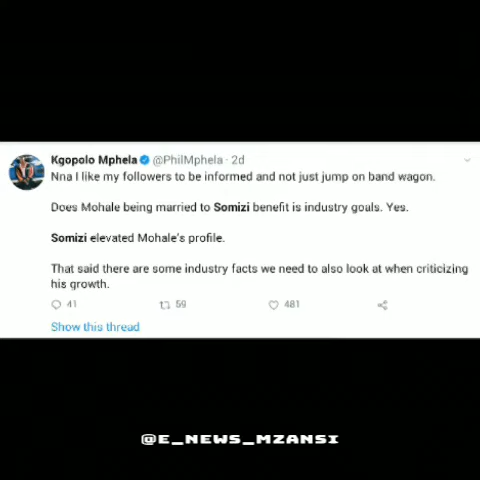 Kgopolo Mphela @PhilMphela · 2d
Nna I like my followers to be informed and not just jump on band wagon.
Does Mohale being married to Somizi benefit is industry goals. Yes.
Somizi elevated Mohale's profile.
That said there are some industry facts we need to also look at when criticizing
his growth.
41 59 481
Show this thread
@E_NEWS_MZANSI